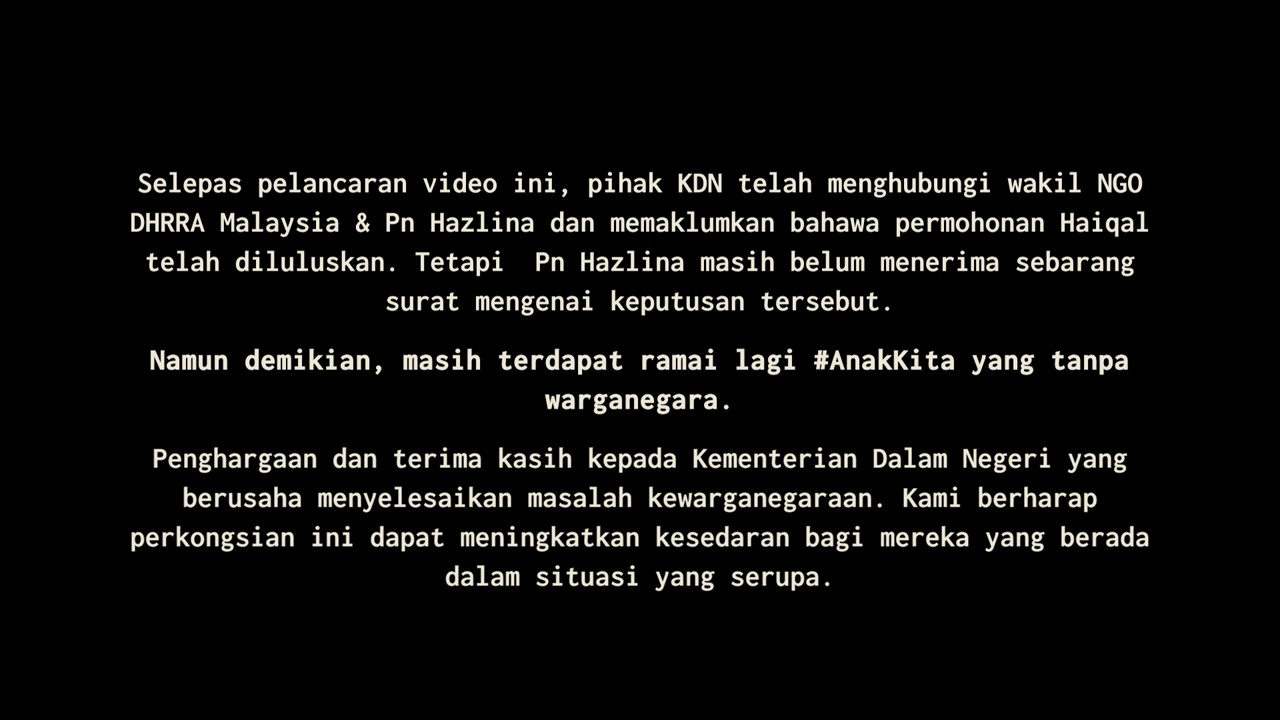 Selepas pelancaran video ini, pihak KDN telah menghubungi wakil NGO
DHRRA Malaysia & Pn Hazlina dan memaklumkan bahawa permohonan Haiqal
telah diluluskan. Tetapi  Pn Hazlina masih belum menerima sebarang
surat mengenai keputusan tersebut.
Namun demikian, masih terdapat ramai lagi #AnakKita yang tanpa
warganegara.
Penghargaan dan terima kasih kepada Kementerian Dalam Negeri yang
berusaha menyelesaikan masalah kewarganegaraan. Kami berharap
perkongsian ini dapat meningkatkan kesedaran bagi mereka yang berada
dalam situasi yang serupa.